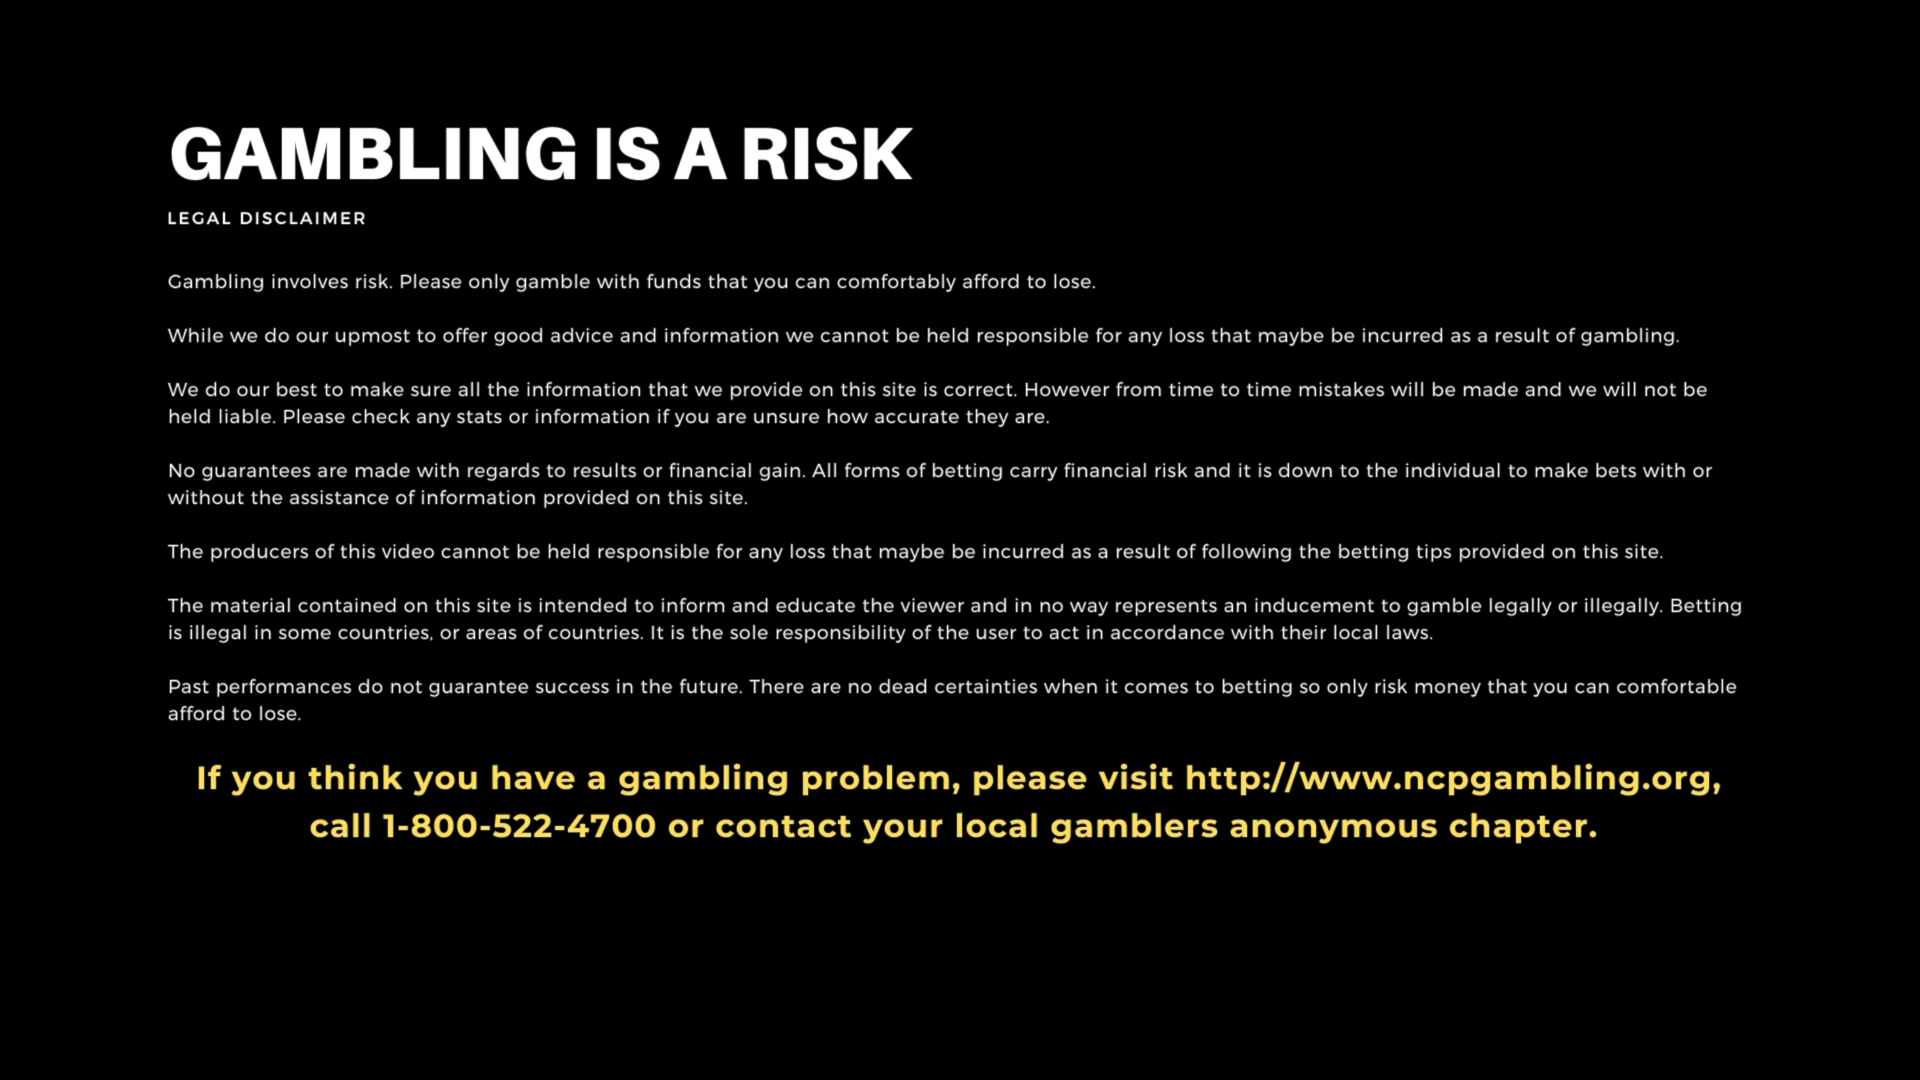 GAMBLING IS A RISK
LEGAL DISCLAIMER
Gambling involves risk. Please only gamble with funds that you can comfortably afford to lose.
While we do our upmost to offer good advice and information we cannot be held responsible for any loss that maybe be incurred as a result of gambling.
We do our best to make sure all the information that we provide on this site is correct. However from time to time mistakes will be made and we will not be
held liable. Please check any stats or information if you are unsure how accurate they are.
No guarantees are made with regards to results or financial gain. All forms of betting carry financial risk and it is down to the individual to make bets with or
without the assistance of information provided on this site.
The producers of this video cannot be held responsible for any loss that maybe be incurred as a result of following the betting tips provided on this site.
The material contained on this site is intended to inform and educate the viewer and in no way represents an inducement to gamble legally or illegally. Betting
is illegal in some countries, or areas of countries. It is the sole responsibility of the user to act in accordance with their local laws.
Past performances do not guarantee success in the future. There are no dead certainties when it comes to betting so only risk money that you can comfortable
afford to lose.
If you think you have a gambling problem, please visit http://www.ncpgambling.org,
call 1-800-522-4700 or contact your local gamblers anonymous chapter.